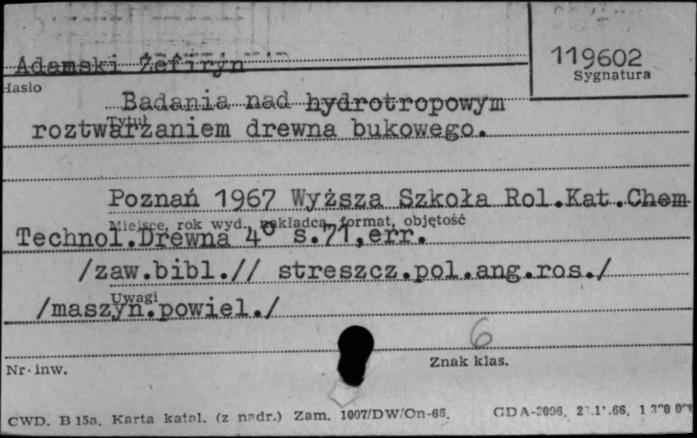 Adamski Zefiryn
119602
Sygnatura
Hasło
Badania nad hydrotropowym
Tytuł
roztwarzaniem drewna bukowego.
Poznań 1967 Wyższa Szkoła Rol.Kat.Chem
Miejsce, rok wyd., nakładca, format, objętość
Technol.Drewna 4° s.71,err.
/zaw.bibl.// streszcz.pol.ang.ros./
Uwagi
/maszyn.powiel./
6
Nr inw.
Znak klas.
CWD. B 15a. Karta katal. (z nadr.) Zam. 1007/DW/On-66.